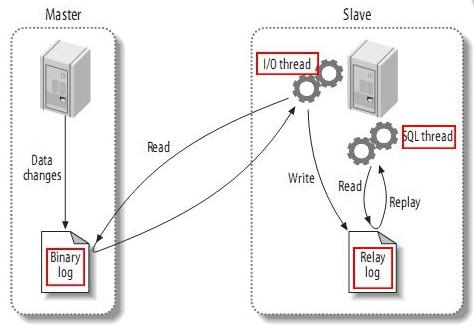 Master
Slave
I/O thread
SQL thread
Data
changes
Read
Write
Read
Replay
Binary
log
Relay
log